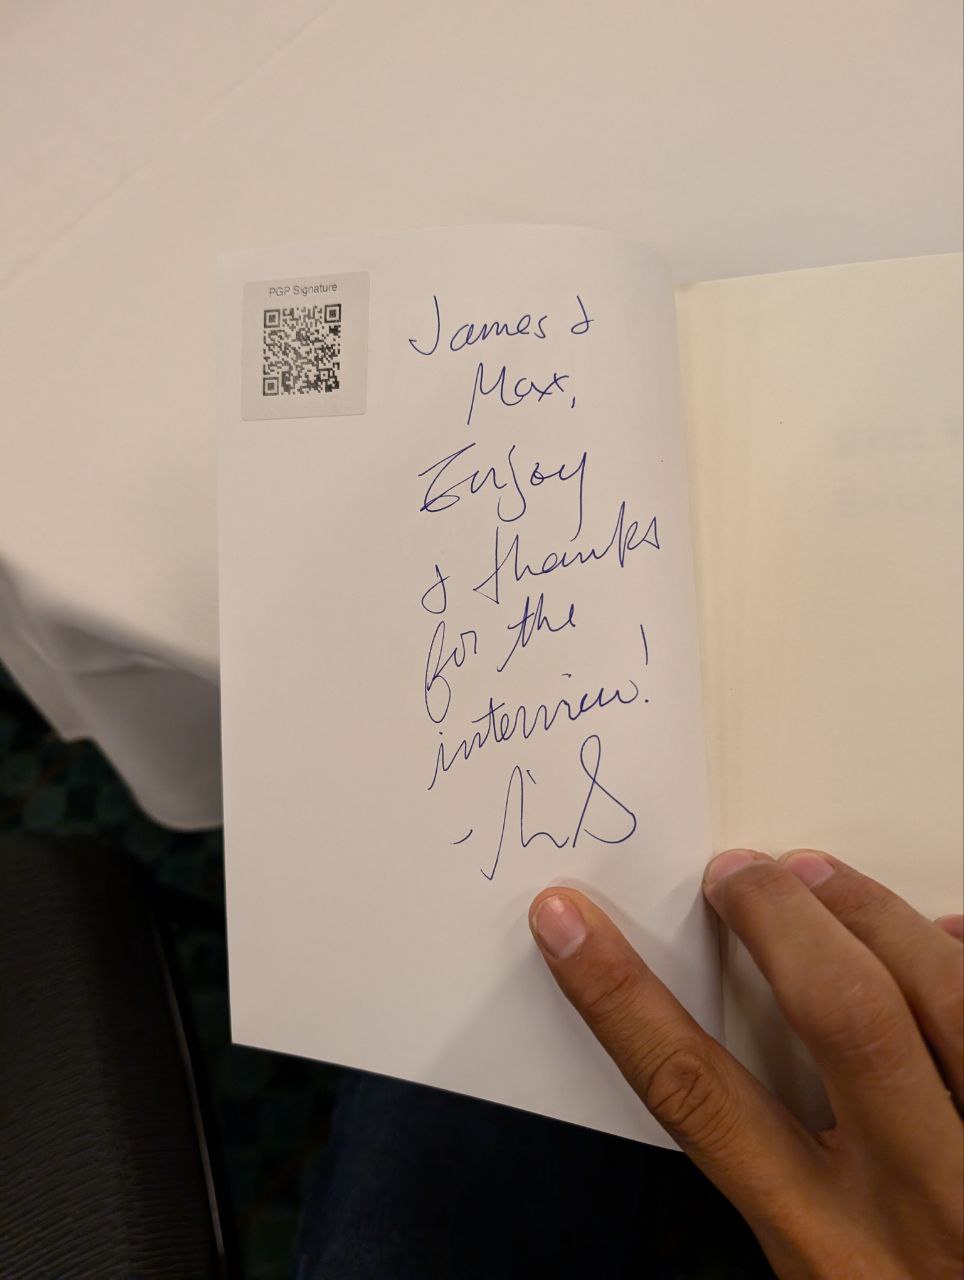 PGP Signature
James &
Max,
Enjoy
& thanks
for the
interview!